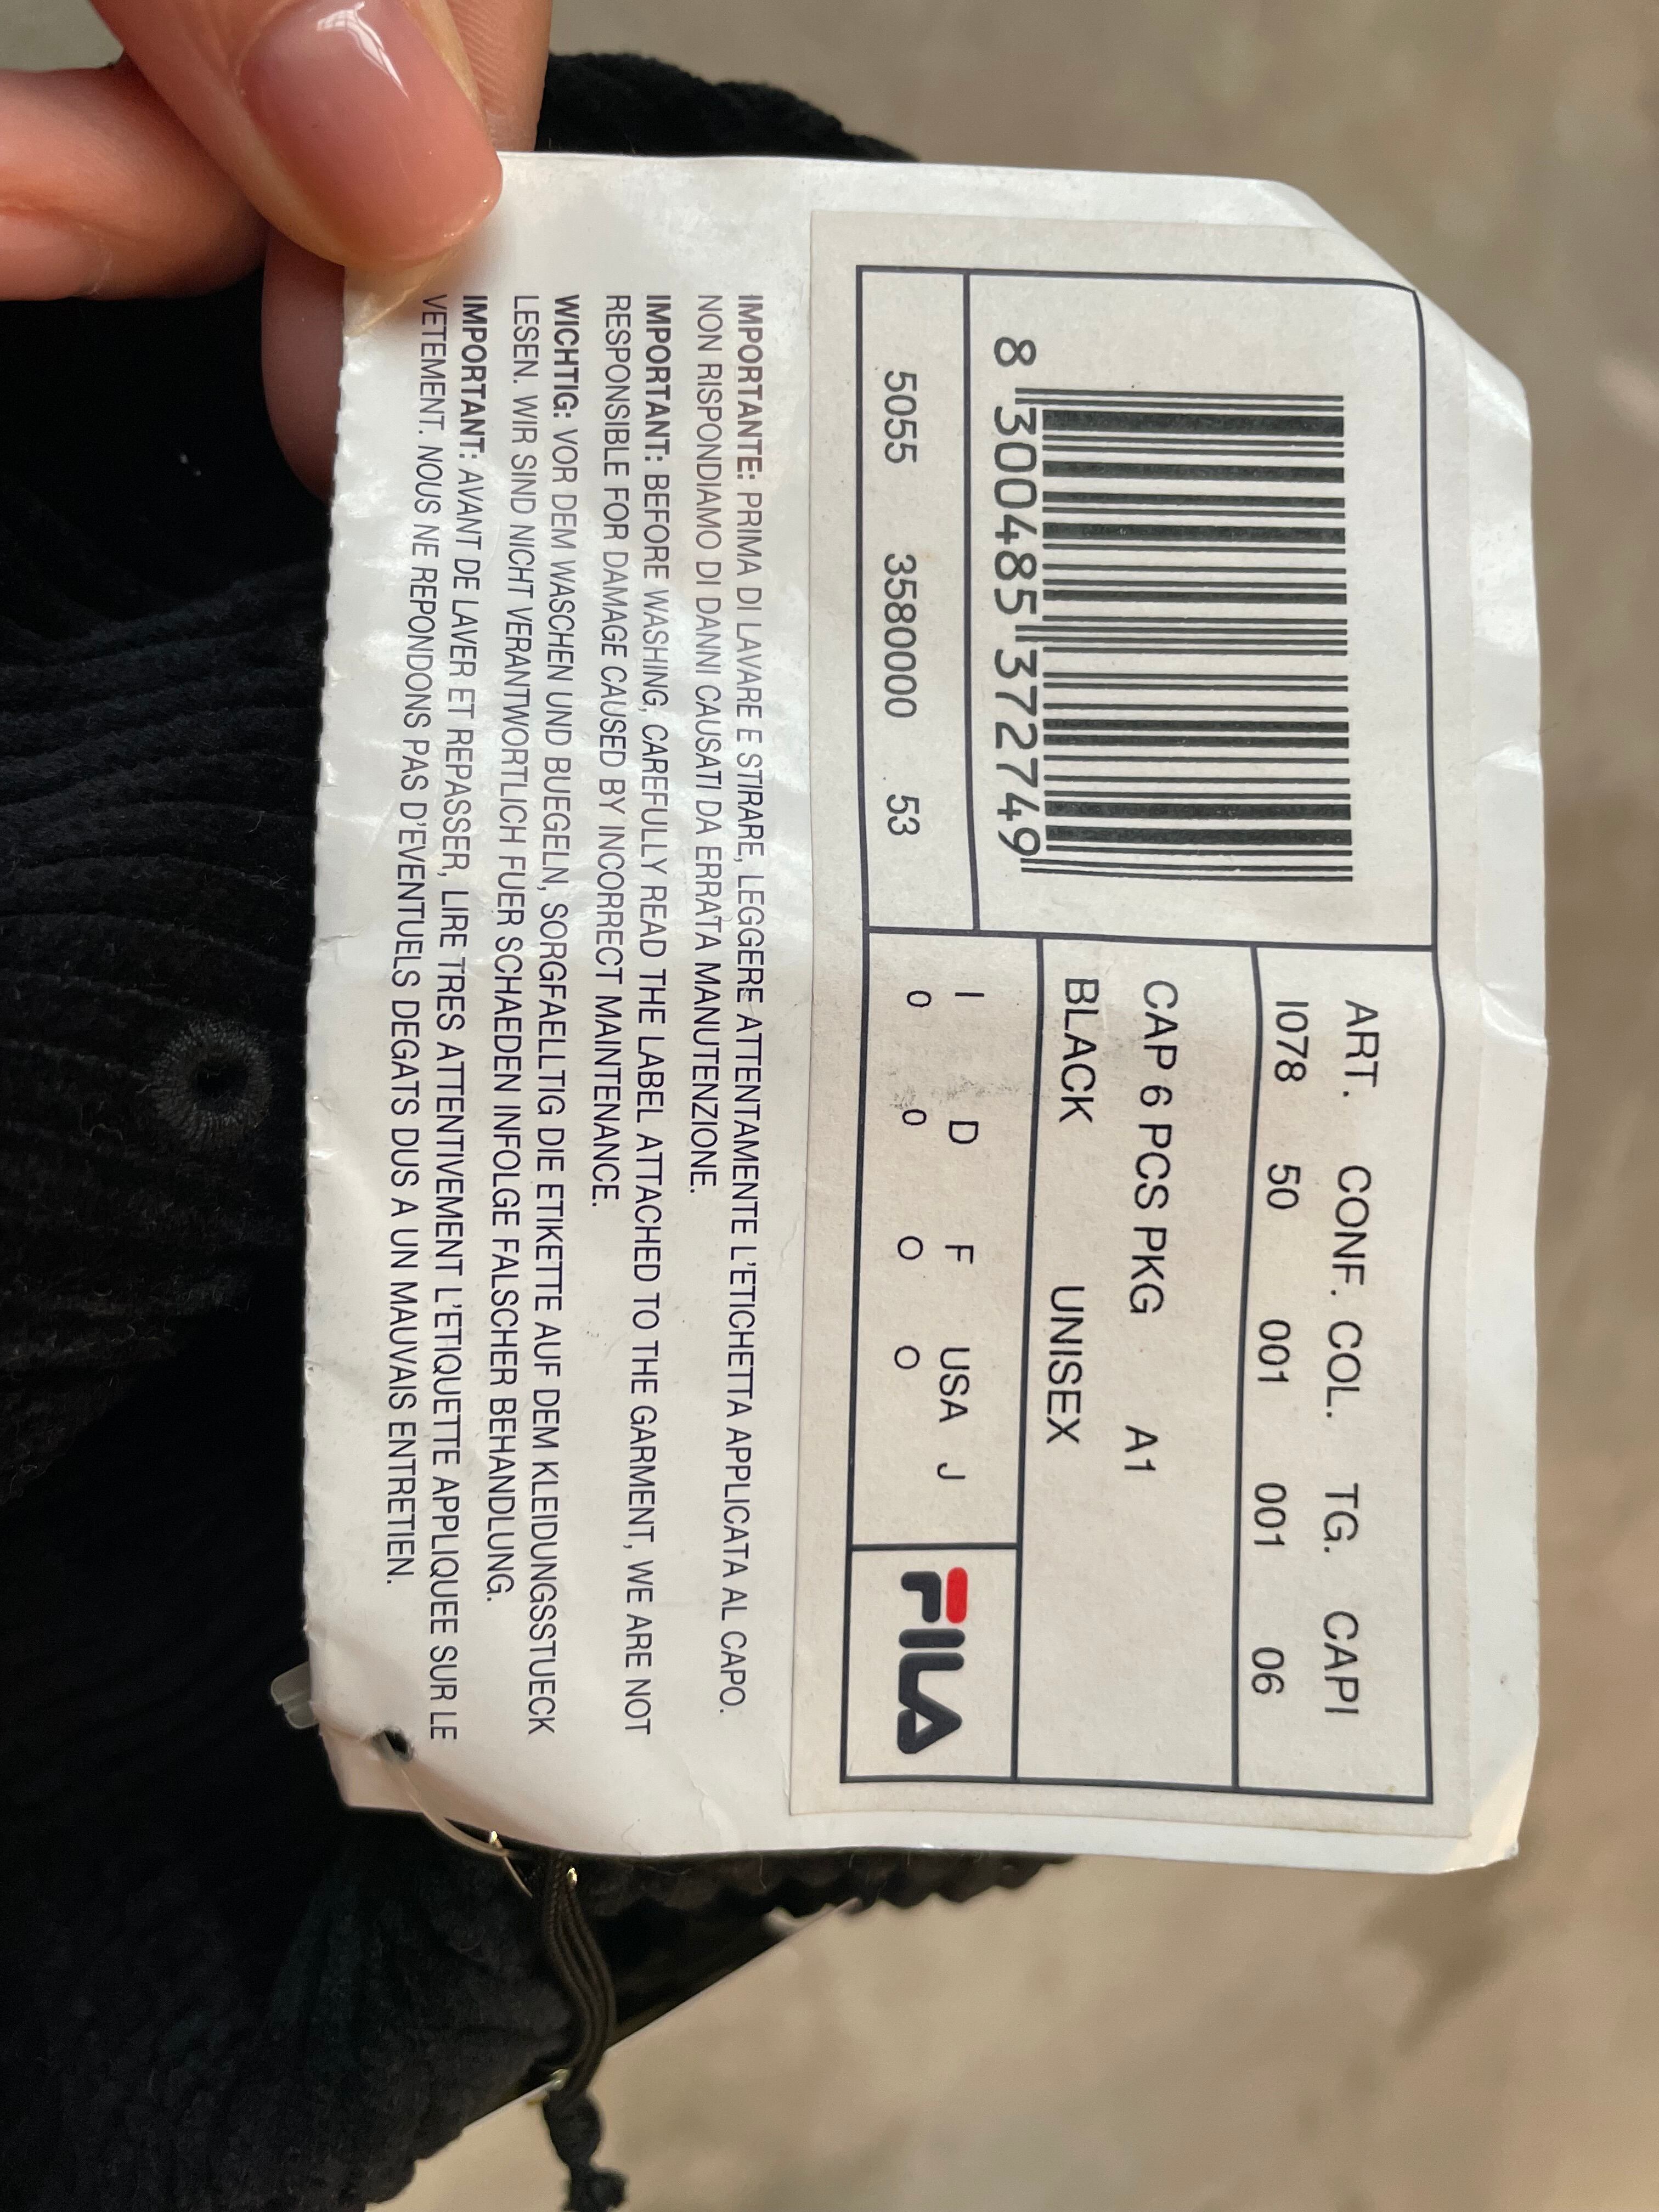 ART. CONF. COL. TG. CAPI
I078 50 001 001 06
CAP 6 PCS PKG A1
BLACK UNISEX
8 300485 372749
5055 3580000 53
I D F USA J
0 0 0 0
FILA
IMPORTANTE: PRIMA DI LAVARE E STIRARE, LEGGERE ATTENTAMENTE L'ETICHETTA APPLICATA AL CAPO.
NON RISPONDIAMO DI DANNI CAUSATI DA ERRATA MANUTENZIONE.
IMPORTANT: BEFORE WASHING, CAREFULLY READ THE LABEL ATTACHED TO THE GARMENT, WE ARE NOT
RESPONSIBLE FOR DAMAGE CAUSED BY INCORRECT MAINTENANCE.
WICHTIG: VOR DEM WASCHEN UND BUEGELN, SORGFAELLTIG DIE ETIKETTE AUF DEM KLEIDUNGSSTUECK
LESEN. WIR SIND NICHT VERANTWORTLICH FUER SCHAEDEN INFOLGE FALSCHER BEHANDLUNG.
IMPORTANT: AVANT DE LAVER ET REPASSER, LIRE TRES ATTENTIVEMENT L'ETIQUETTE APPLIQUEE SUR LE
VETEMENT. NOUS NE REPONDONS PAS D'EVENTUELS DEGATS DUS A UN MAUVAIS ENTRETIEN.